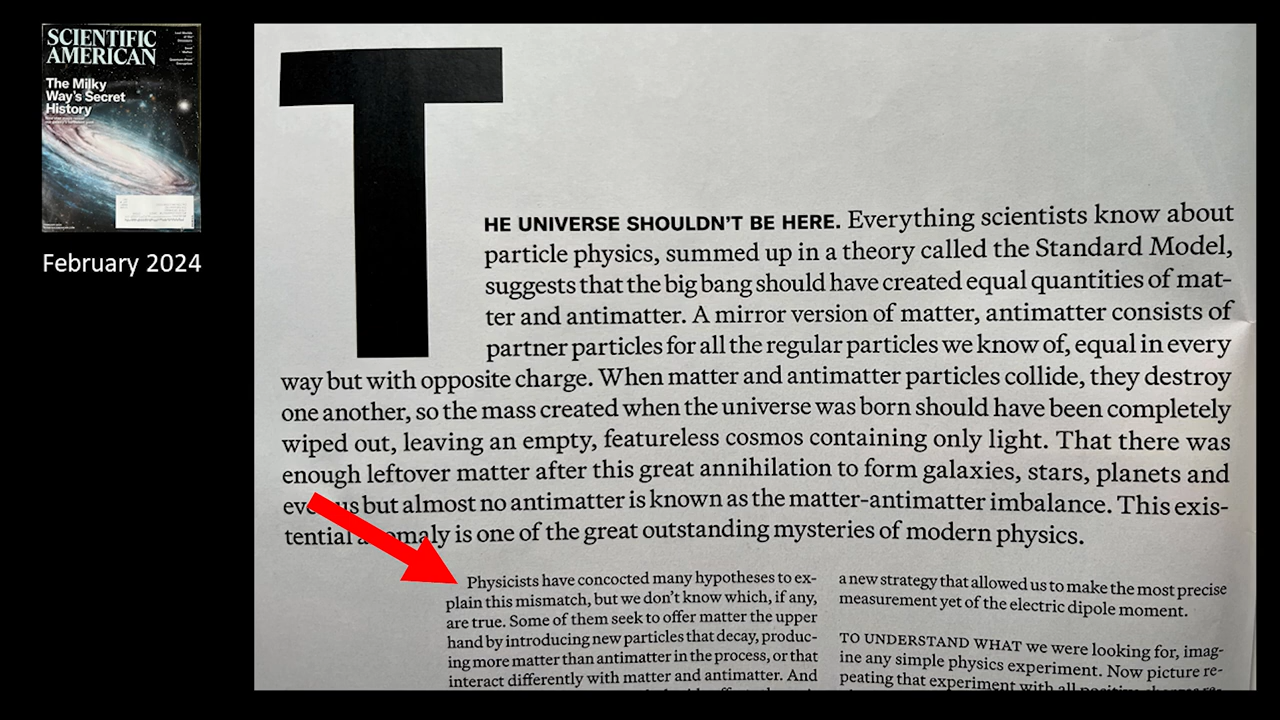 SCIENTIFIC
AMERICAN
The Milky
Way's Secret
History
February 2024
THE UNIVERSE SHOULDN'T BE HERE. Everything scientists know about
particle physics, summed up in a theory called the Standard Model,
suggests that the big bang should have created equal quantities of mat-
ter and antimatter. A mirror version of matter, antimatter consists of
partner particles for all the regular particles we know of, equal in every
way but with opposite charge. When matter and antimatter particles collide, they destroy
one another, so the mass created when the universe was born should have been completely
wiped out, leaving an empty, featureless cosmos containing only light. That there was
enough leftover matter after this great annihilation to form galaxies, stars, planets and
even us but almost no antimatter is known as the matter-antimatter imbalance. This exis-
tential anomaly is one of the great outstanding mysteries of modern physics.
Physicists have concocted many hypotheses to ex-
plain this mismatch, but we don't know which, if any,
are true. Some of them seek to offer matter the upper
hand by introducing new particles that decay, produc-
ing more matter than antimatter in the process, or that
interact differently with matter and antimatter. And
a new strategy that allowed us to make the most precise
measurement yet of the electric dipole moment.
TO UNDERSTAND WHAT we were looking for, imag-
ine any simple physics experiment. Now picture re-
peating that experiment with all